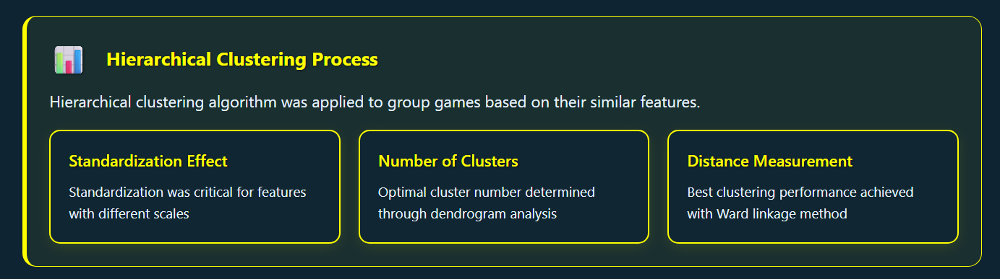 Hierarchical Clustering Process
Hierarchical clustering algorithm was applied to group games based on their similar features.
Standardization Effect
Standardization was critical for features
with different scales
Number of Clusters
Optimal cluster number determined
through dendrogram analysis
Distance Measurement
Best clustering performance achieved
with Ward linkage method